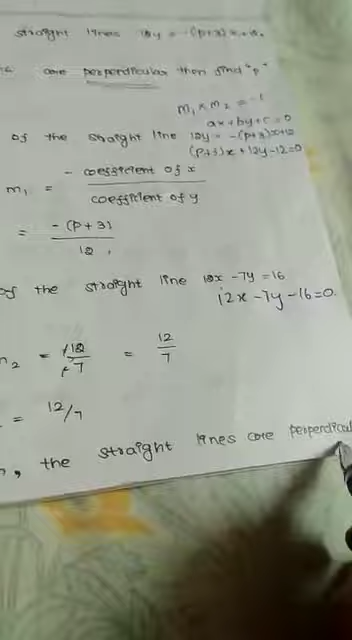 straight lines 12y = -(p+3)x+12.
are perpendicular then find "p"
m₁ × m₂ = -1
ax+by+c=0
of the straight line 12y = -(p+3)x+12
(p+3)x+12y-12=0
m₁ = - coefficient of x / coefficient of y
= -(p+3) / 12
of the straight line 12x -7y =16
12x-7y-16=0.
= -12/-7 = 12/7
= 12/7
, the straight lines are perpendicul